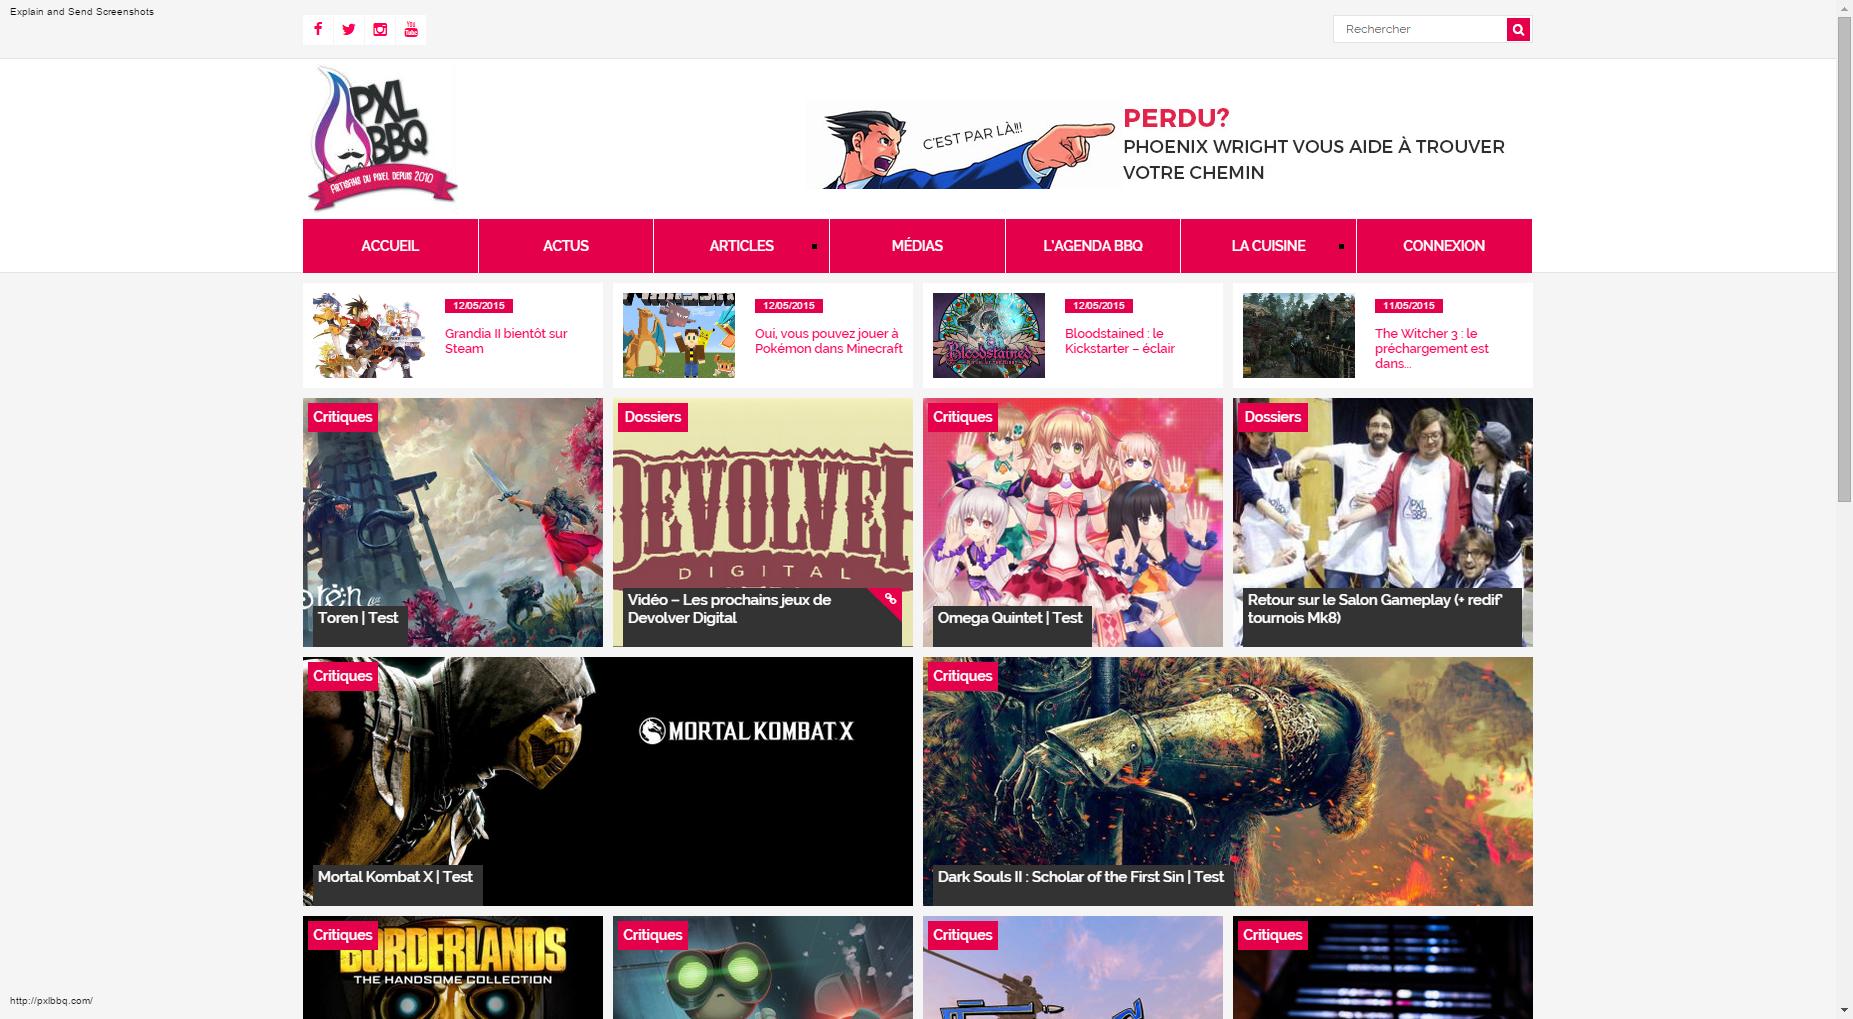 Explain and Send Screenshots
You
Tube
Rechercher
PXL
BBQ
ARTISANS DU PIXEL DEPUIS 2010
C'EST PAR LÀ!!!
PERDU?
PHOENIX WRIGHT VOUS AIDE À TROUVER
VOTRE CHEMIN
ACCUEIL
ACTUS
ARTICLES
MÉDIAS
L'AGENDA BBQ
LA CUISINE
CONNEXION
12/05/2015
Grandia II bientôt sur
Steam
12/05/2015
Oui, vous pouvez jouer à
Pokémon dans Minecraft
Bloodstained
12/05/2015
Bloodstained : le
Kickstarter – éclair
11/05/2015
The Witcher 3 : le
préchargement est
dans...
Critiques
Toren | Test
Dossiers
DEVOLVER
DIGITAL
Vidéo – Les prochains jeux de
Devolver Digital
Critiques
Omega Quintet | Test
Dossiers
PXL
BBQ
Retour sur le Salon Gameplay (+ redif'
tournois Mk8)
Critiques
MORTAL KOMBAT X
Mortal Kombat X | Test
Critiques
Dark Souls II : Scholar of the First Sin | Test
Critiques
BORDERLANDS
THE HANDSOME COLLECTION
Critiques
Critiques
Critiques
http://pxlbbq.com/